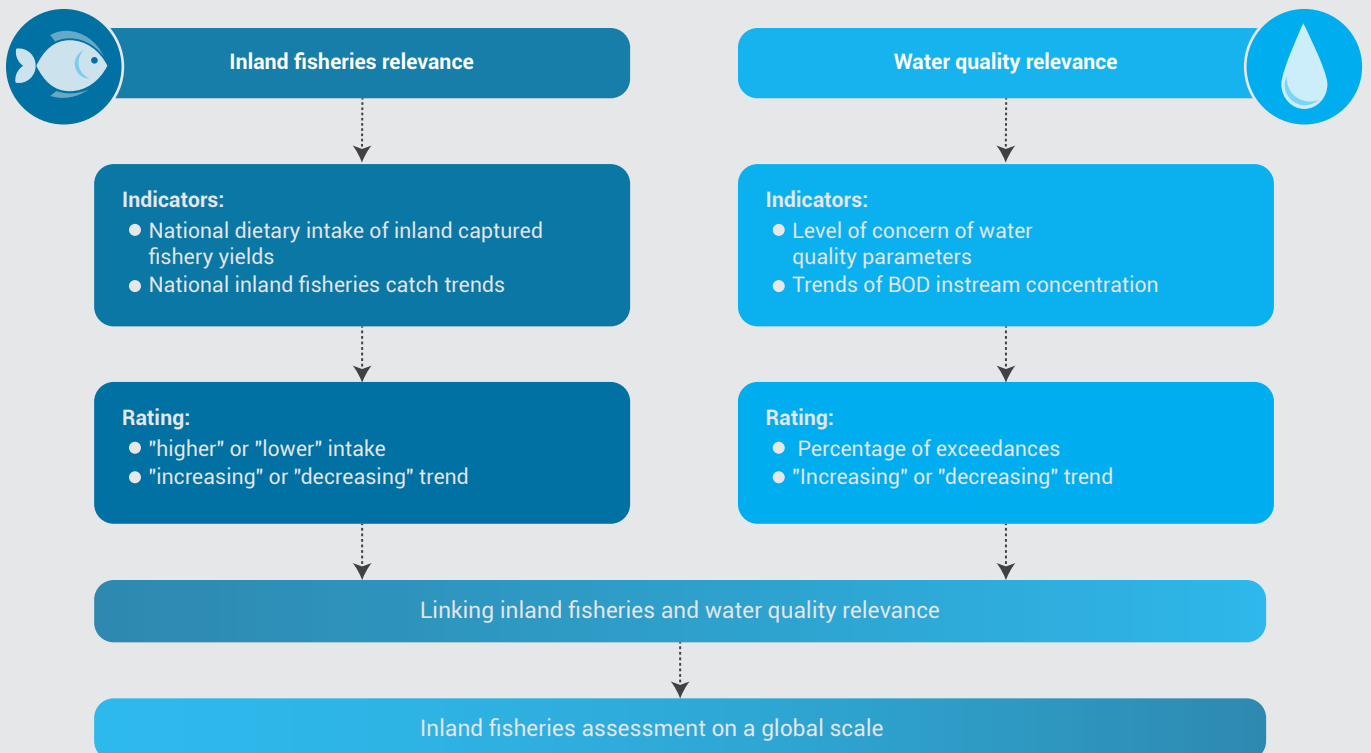 Inland fisheries relevance
Indicators:
● National dietary intake of inland captured
fishery yields
● National inland fisheries catch trends
Rating:
● "higher" or "lower" intake
● "increasing" or "decreasing" trend
Water quality relevance
Indicators:
● Level of concern of water
quality parameters
● Trends of BOD instream concentration
Rating:
● Percentage of exceedances
● "Increasing" or "decreasing" trend
Linking inland fisheries and water quality relevance
Inland fisheries assessment on a global scale